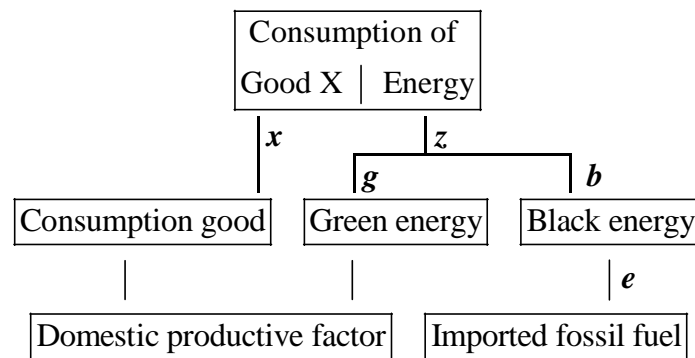 Consumption of
Good X | Energy
x
z
g
b
Consumption good
Green energy
Black energy
e
Domestic productive factor
Imported fossil fuel